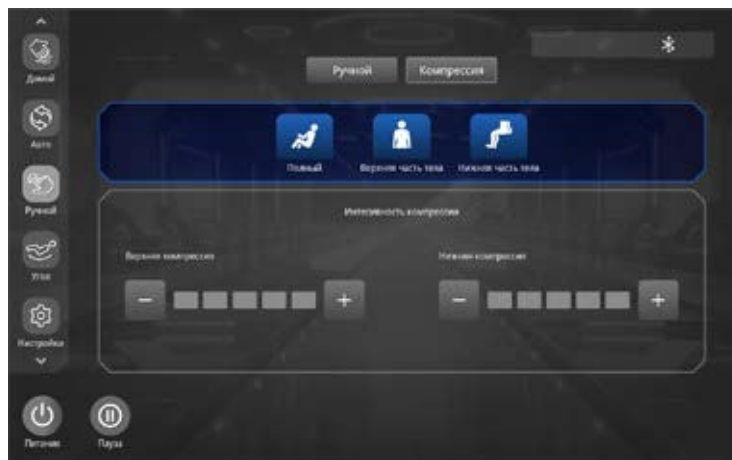 Домой
Авто
Ручной
Угол
Настройки
Питание
Пауза
Ручной
Компрессия
Полный
Верхняя часть тела
Нижняя часть тела
Интенсивность компрессии
Верхняя компрессия
Нижняя компрессия